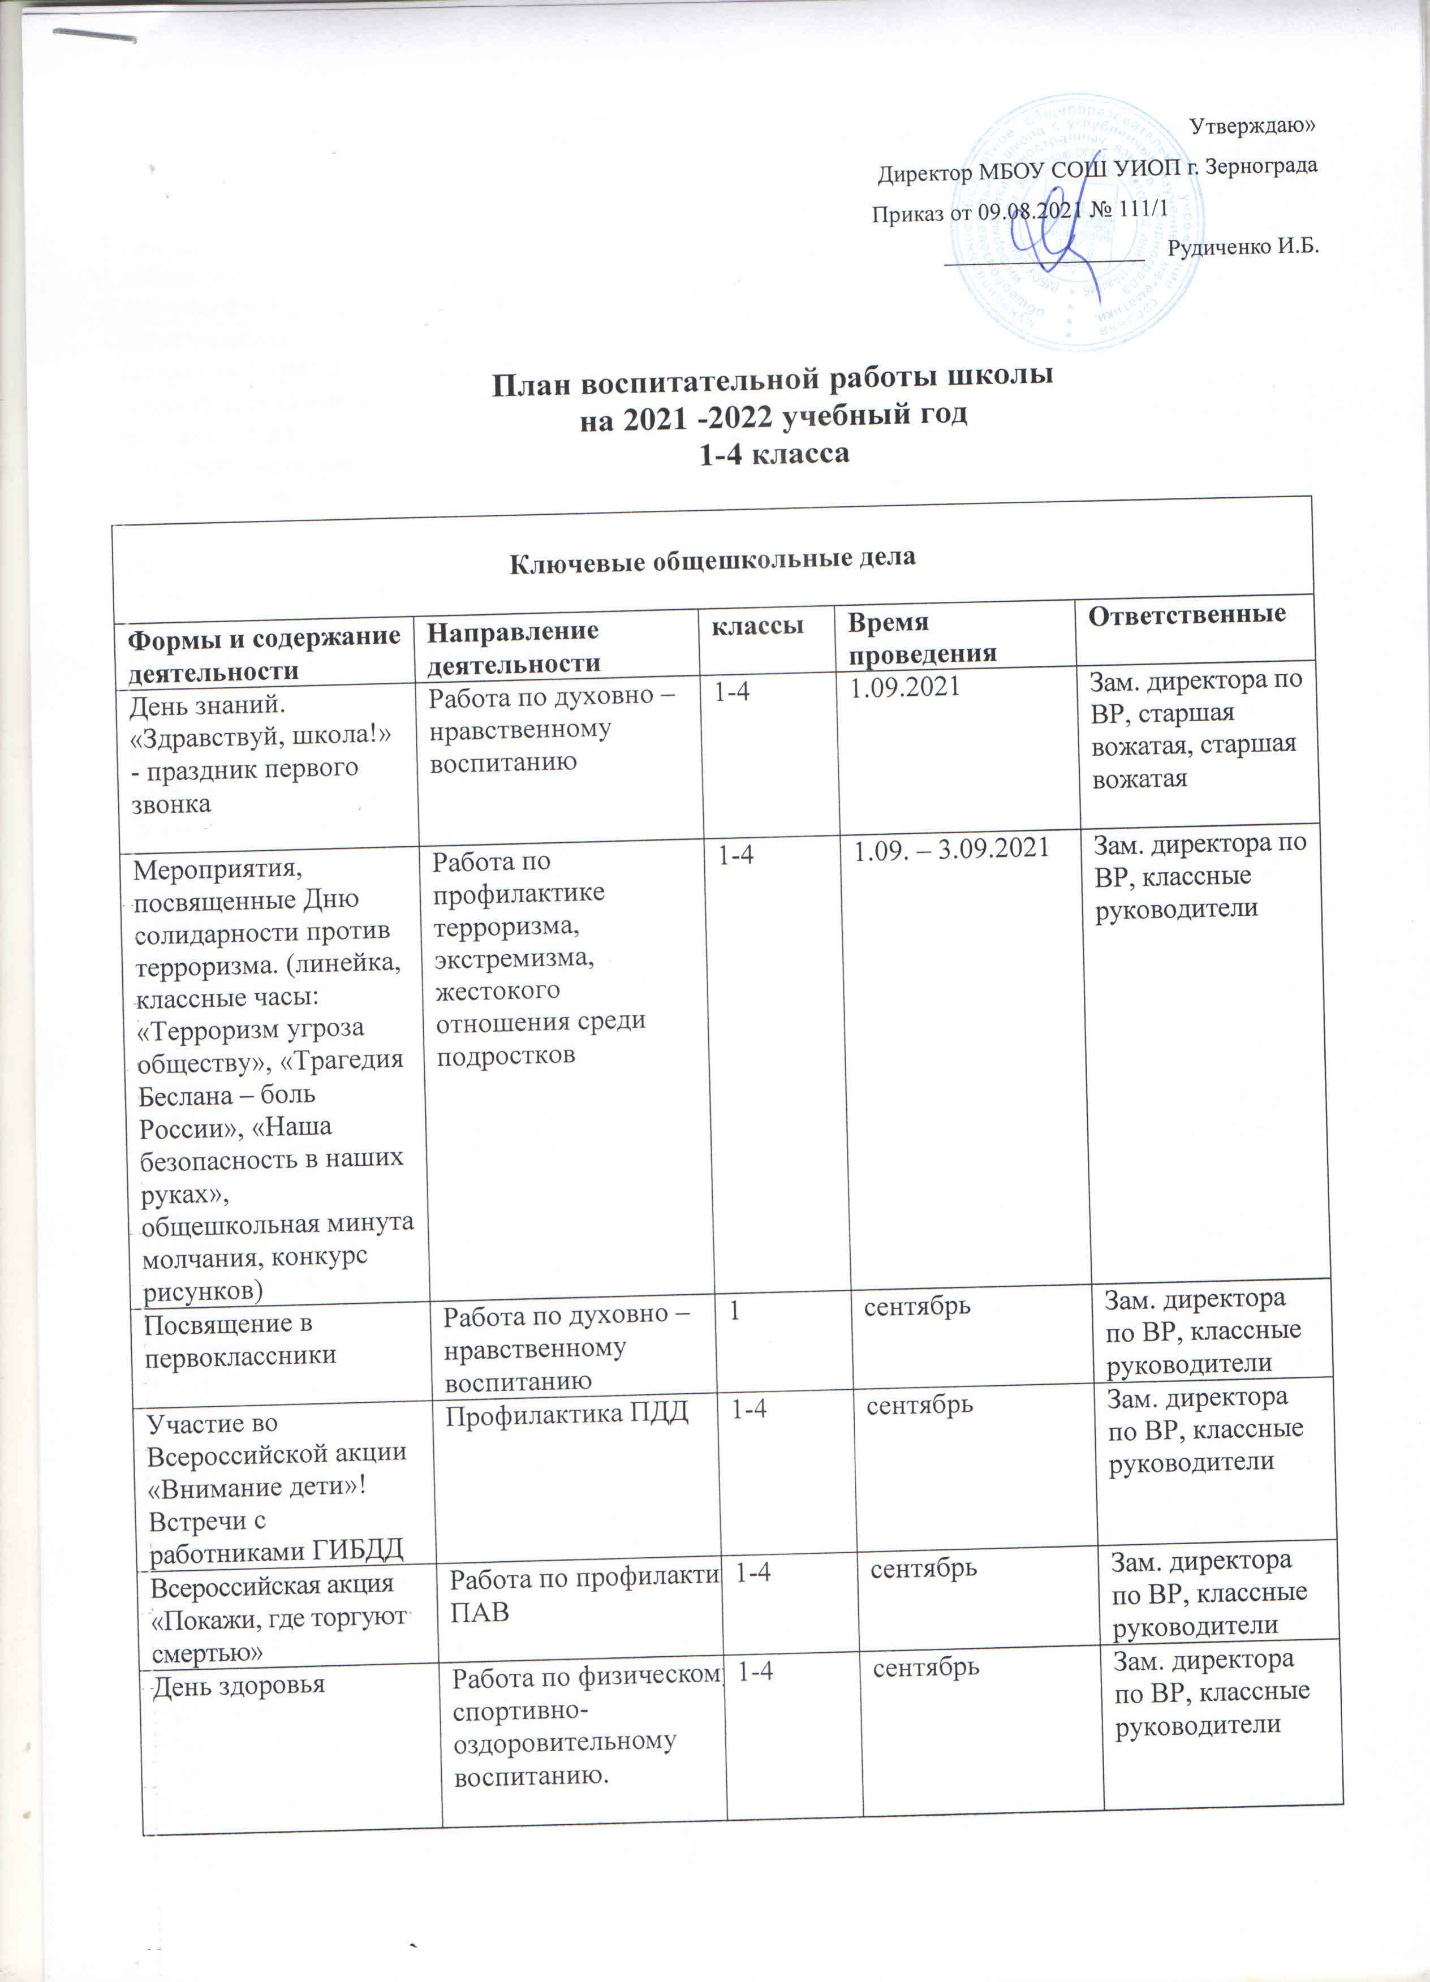 Утверждаю»
Директор МБОУ СОШ УИОП г. Зернограда
Приказ от 09.08.2021 № 111/1
Рудиченко И.Б.
План воспитательной работы школы
на 2021 -2022 учебный год
1-4 класса
Ключевые общешкольные дела
Формы и содержание
деятельности
Направление
деятельности
классы
Время
проведения
Ответственные
День знаний.
«Здравствуй, школа!»
- праздник первого
звонка
Работа по духовно –
нравственному
воспитанию
1-4
1.09.2021
Зам. директора по
ВР, старшая
вожатая, старшая
вожатая
Мероприятия,
посвященные Дню
солидарности против
терроризма. (линейка,
классные часы:
«Терроризм угроза
обществу», «Трагедия
Беслана – боль
России», «Наша
безопасность в наших
руках»,
общешкольная минута
молчания, конкурс
рисунков)
Работа по
профилактике
терроризма,
экстремизма,
жестокого
отношения среди
подростков
1-4
1.09. – 3.09.2021
Зам. директора по
ВР, классные
руководители
Посвящение в
первоклассники
Работа по духовно –
нравственному
воспитанию
1
сентябрь
Зам. директора
по ВР, классные
руководители
Участие во
Всероссийской акции
«Внимание дети»!
Встречи с
работниками ГИБДД
Профилактика ПДД
1-4
сентябрь
Зам. директора
по ВР, классные
руководители
Всероссийская акция
«Покажи, где торгуют
смертью»
Работа по профилакти
ПАВ
1-4
сентябрь
Зам. директора
по ВР, классные
руководители
День здоровья
Работа по физическом
спортивно-
оздоровительному
воспитанию.
1-4
сентябрь
Зам. директора
по ВР, классные
руководители